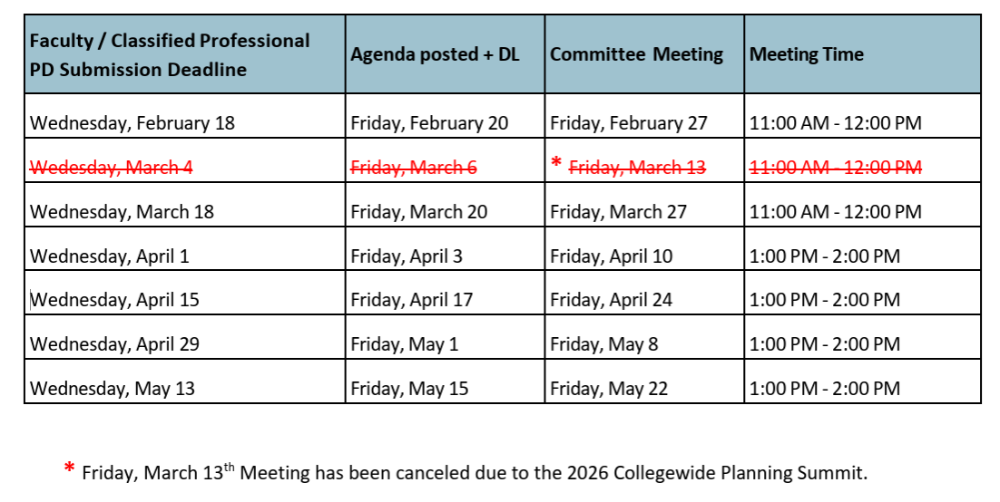 Faculty / Classified Professional
PD Submission Deadline
Agenda posted + DL
Committee Meeting
Meeting Time
Wednesday, February 18
Friday, February 20
Friday, February 27
11:00 AM - 12:00 PM
Wedesday, March 4
Friday, March 6
* Friday, March 13
11:00 AM - 12:00 PM
Wednesday, March 18
Friday, March 20
Friday, March 27
11:00 AM - 12:00 PM
Wednesday, April 1
Friday, April 3
Friday, April 10
1:00 PM - 2:00 PM
Wednesday, April 15
Friday, April 17
Friday, April 24
1:00 PM - 2:00 PM
Wednesday, April 29
Friday, May 1
Friday, May 8
1:00 PM - 2:00 PM
Wednesday, May 13
Friday, May 15
Friday, May 22
1:00 PM - 2:00 PM
* Friday, March 13th Meeting has been canceled due to the 2026 Collegewide Planning Summit.